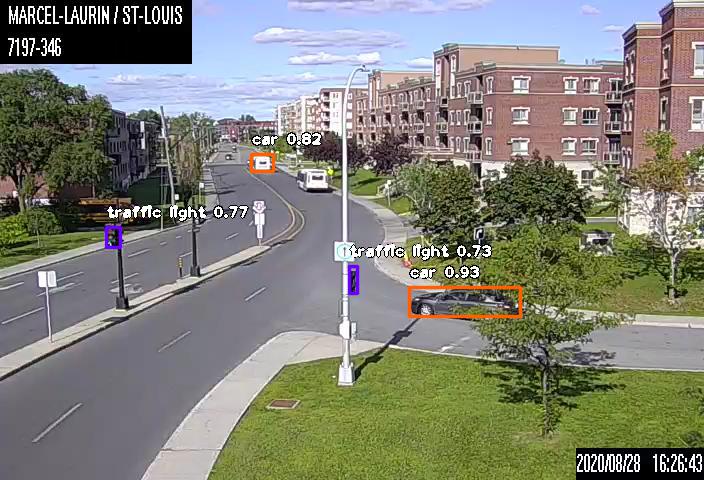 MARCEL-LAURIN / ST-LOUIS
7197-346
car 0.82
traffic light 0.77
traffic light 0.73
car 0.93
2020/08/28 16:26:43